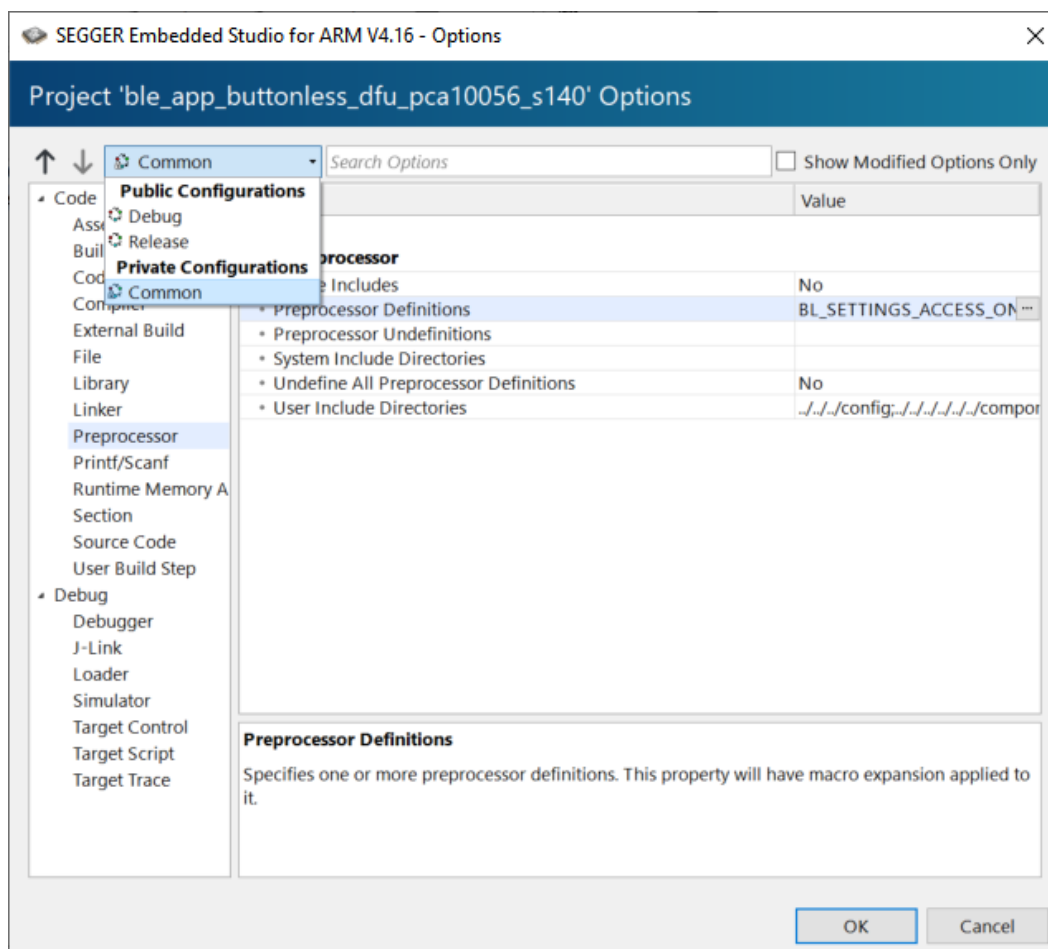 SEGGER Embedded Studio for ARM V4.16 - Options
Project 'ble_app_buttonless_dfu_pca10056_s140' Options
Common
Search Options
Show Modified Options Only
Public Configurations
Debug
Release
Private Configurations
Common
Code
External Build
File
Library
Linker
Preprocessor
Printf/Scanf
Runtime Memory A
Section
Source Code
User Build Step
Debug
Debugger
J-Link
Loader
Simulator
Target Control
Target Script
Target Trace
Value
Includes No
Preprocessor Definitions BL_SETTINGS_ACCESS_ON ...
Preprocessor Undefinitions
System Include Directories
Undefine All Preprocessor Definitions No
User Include Directories ../../../config;../../../../../../compor
Preprocessor Definitions
Specifies one or more preprocessor definitions. This property will have macro expansion applied to
it.
OK
Cancel